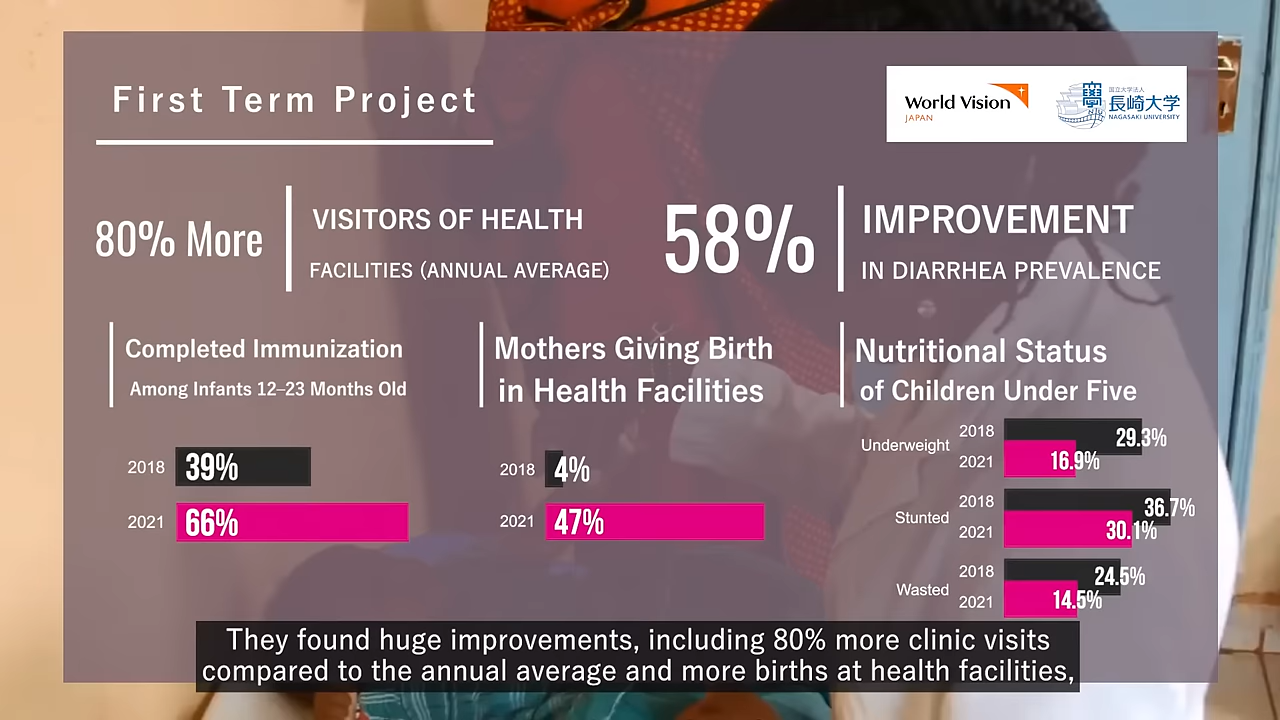 First Term Project
World Vision
JAPAN
国立大学法人
長崎大学
NAGASAKI UNIVERSITY
80% More
VISITORS OF HEALTH
FACILITIES (ANNUAL AVERAGE)
58%
IMPROVEMENT
IN DIARRHEA PREVALENCE
Completed Immunization
Among Infants 12–23 Months Old
2018 39%
2021 66%
Mothers Giving Birth
in Health Facilities
2018 4%
2021 47%
Nutritional Status
of Children Under Five
Underweight
2018 29.3%
2021 16.9%
Stunted
2018 36.7%
2021 30.1%
Wasted
2018 24.5%
2021 14.5%
They found huge improvements, including 80% more clinic visits
compared to the annual average and more births at health facilities,